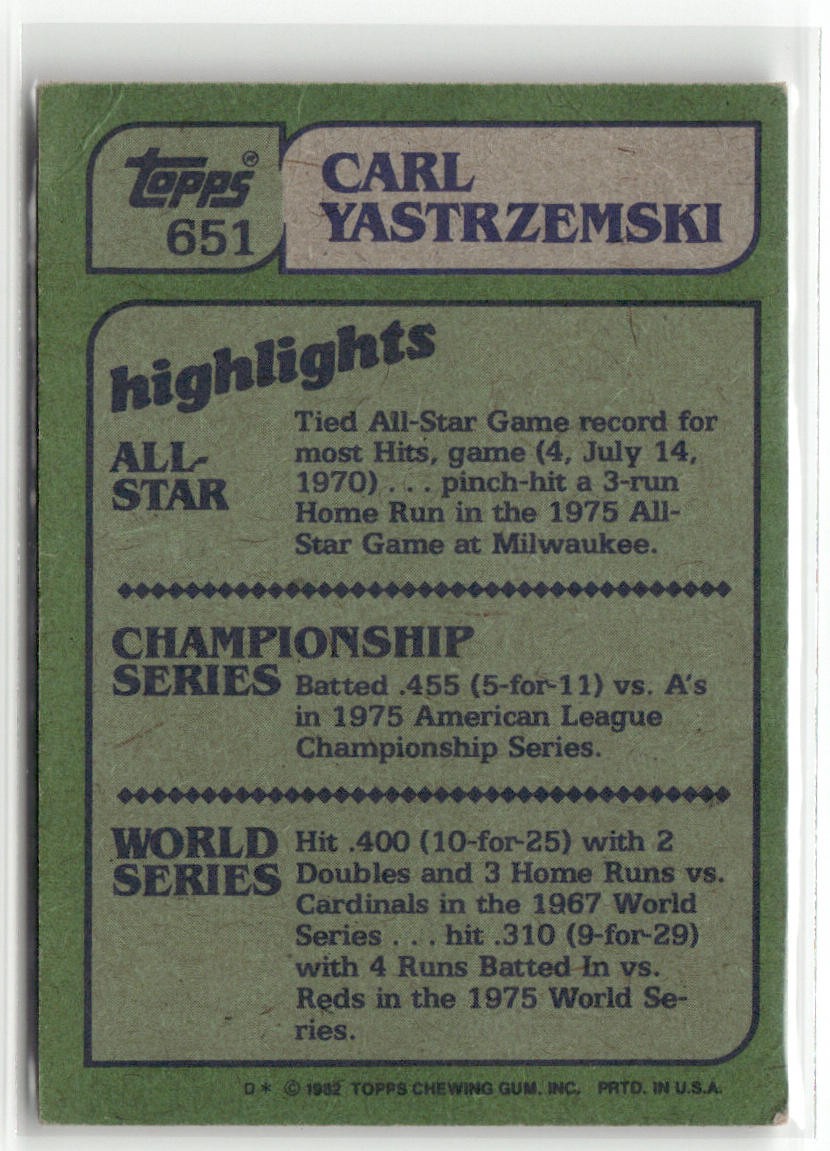 topps®
651
CARL
YASTRZEMSKI
highlights
ALL-
STAR
Tied All-Star Game record for
most Hits, game (4, July 14,
1970) . . . pinch-hit a 3-run
Home Run in the 1975 All-
Star Game at Milwaukee.
CHAMPIONSHIP
SERIES
Batted .455 (5-for-11) vs. A's
in 1975 American League
Championship Series.
WORLD
SERIES
Hit .400 (10-for-25) with 2
Doubles and 3 Home Runs vs.
Cardinals in the 1967 World
Series . . . hit .310 (9-for-29)
with 4 Runs Batted In vs.
Reds in the 1975 World Se-
ries.
D* © 1982 TOPPS CHEWING GUM, INC. PRTD. IN U.S.A.